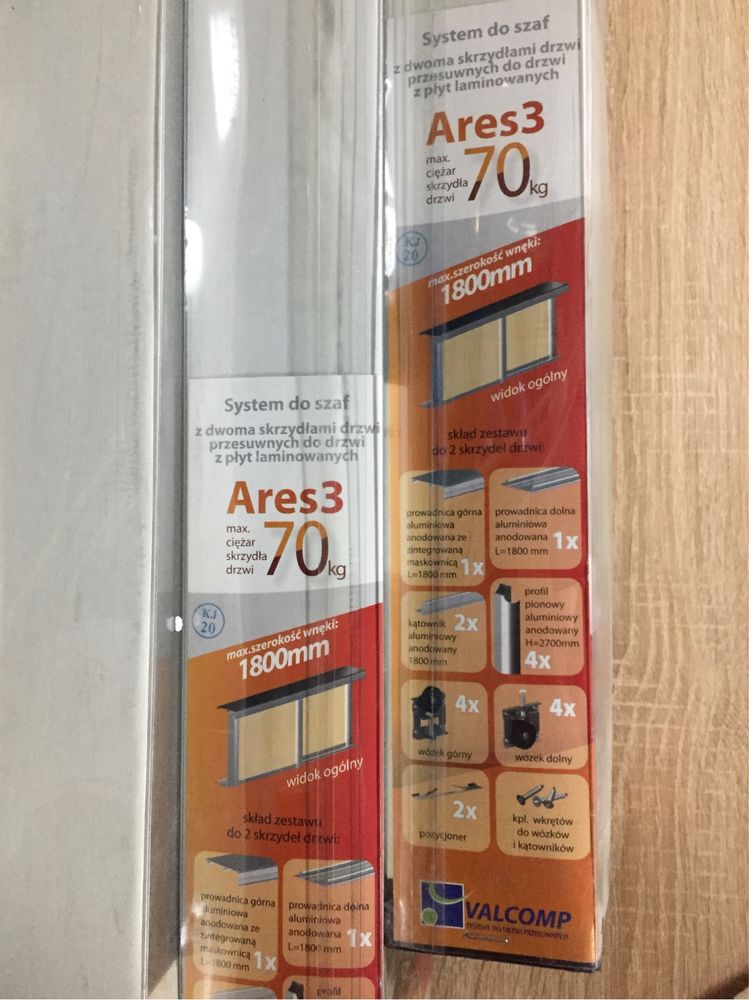 System do szaf
z dwoma skrzydłami drzwi
przesuwnych do drzwi
z płyt laminowanych
Ares3
max.
ciężar
skrzydła
drzwi
70kg
KJ
20
max.szerokość wnęki:
1800mm
widok ogólny
skład zestawu
do 2 skrzydeł drzwi:
prowadnica górna
aluminiowa
anodowana ze
zintegrowaną
maskownicą
L=1800 mm
1x
prowadnica dolna
aluminiowa
anodowana
L=1800 mm
1x
kątownik
aluminiowy
anodowany
1800mm
2x
profil
pionowy
aluminiowy
anodowany
H=2700mm
4x
4x
wózek górny
4x
wózek dolny
2x
pozycjoner
kpl. wkrętów
do wózków
i kątowników
VALCOMP
SYSTEMY DO DRZWI PRZESUWNYCH
System do szaf
z dwoma skrzydłami drzwi
przesuwnych do drzwi
z płyt laminowanych
Ares3
max.
ciężar
skrzydła
drzwi
70kg
KJ
20
max.szerokość wnęki:
1800mm
widok ogólny
skład zestawu
do 2 skrzydeł drzwi:
prowadnica górna
aluminiowa
anodowana ze
zintegrowaną
maskownicą
L=1800 mm
1x
prowadnica dolna
aluminiowa
anodowana
L=1800 mm
1x
profil